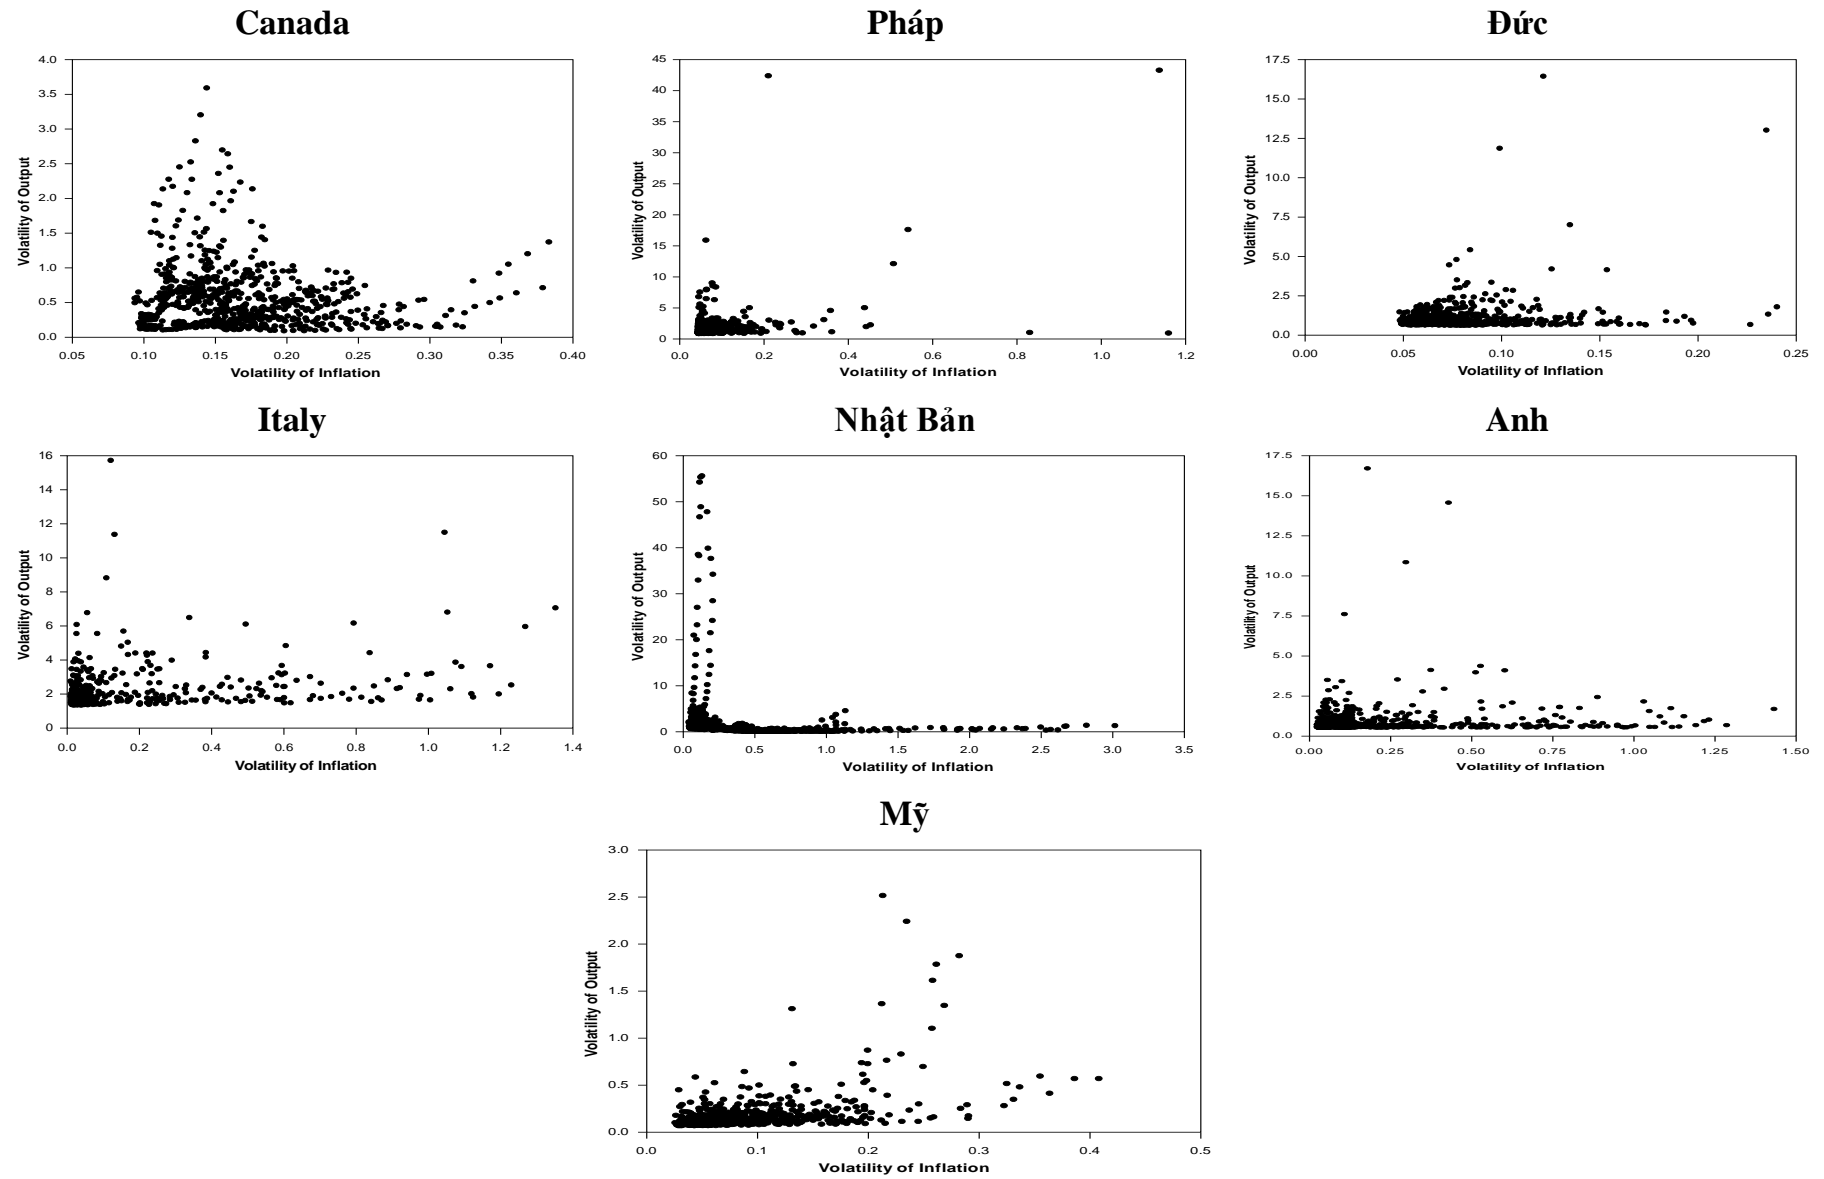 Canada
4.0
3.5
3.0
2.5
2.0
1.5
1.0
0.5
0.0
Volatility of Output
0.05 0.10 0.15 0.20 0.25 0.30 0.35 0.40
Volatility of Inflation
Pháp
45
40
35
30
25
20
15
10
5
0
Volatility of Output
0.0 0.2 0.4 0.6 0.8 1.0 1.2
Volatility of Inflation
Đức
17.5
15.0
12.5
10.0
7.5
5.0
2.5
0.0
Volatility of Output
0.00 0.05 0.10 0.15 0.20 0.25
Volatility of Inflation
Italy
16
14
12
10
8
6
4
2
0
Volatility of Output
0.0 0.2 0.4 0.6 0.8 1.0 1.2 1.4
Volatility of Inflation
Nhật Bản
60
50
40
30
20
10
0
Volatility of Output
0.0 0.5 1.0 1.5 2.0 2.5 3.0 3.5
Volatility of Inflation
Anh
17.5
15.0
12.5
10.0
7.5
5.0
2.5
0.0
Volatility of Output
0.00 0.25 0.50 0.75 1.00 1.25 1.50
Volatility of Inflation
Mỹ
3.0
2.5
2.0
1.5
1.0
0.5
0.0
Volatility of Output
0.0 0.1 0.2 0.3 0.4 0.5
Volatility of Inflation